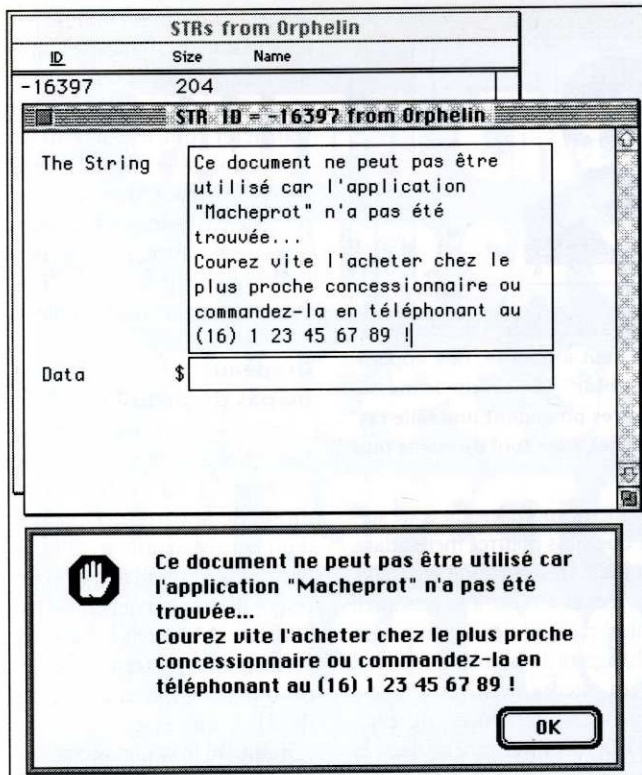 STRs from Orphelin
ID Size Name
-16397 204
STR ID = -16397 from Orphelin
The String
Ce document ne peut pas être
utilisé car l'application
"Macheprot" n'a pas été
trouvée...
Courez vite l'acheter chez le
plus proche concessionnaire ou
commandez-la en téléphonant au
(16) 1 23 45 67 89 !
Data $
Ce document ne peut pas être utilisé car
l'application "Macheprot" n'a pas été
trouvée...
Courez vite l'acheter chez le plus proche
concessionnaire ou commandez-la en
téléphonant au (16) 1 23 45 67 89 !
OK